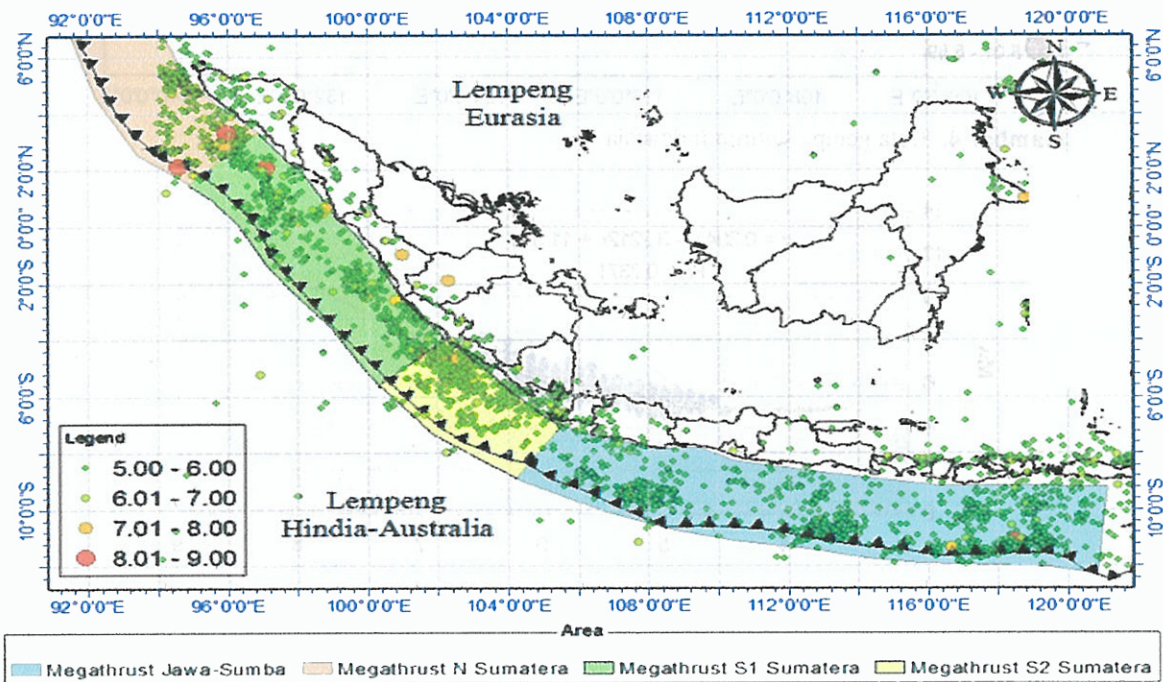 92°0'0"E 96°0'0"E 100°0'0"E 104°0'0"E 108°0'0"E 112°0'0"E 116°0'0"E 120°0'0"E
6°0'0"N
2°0'0"N
0°0'0"
2°0'0"S
6°0'0"S
10°0'0"S
Lempeng
Eurasia
N
W E
S
6°0'0"N
2°0'0"N
0°0'0"
2°0'0"S
6°0'0"S
10°0'0"S
Legend
5.00 - 6.00
6.01 - 7.00
7.01 - 8.00
8.01 - 9.00
Lempeng
Hindia-Australia
92°0'0"E 96°0'0"E 100°0'0"E 104°0'0"E 108°0'0"E 112°0'0"E 116°0'0"E 120°0'0"E
Area
Megathrust Jawa-Sumba Megathrust N Sumatera Megathrust S1 Sumatera Megathrust S2 Sumatera